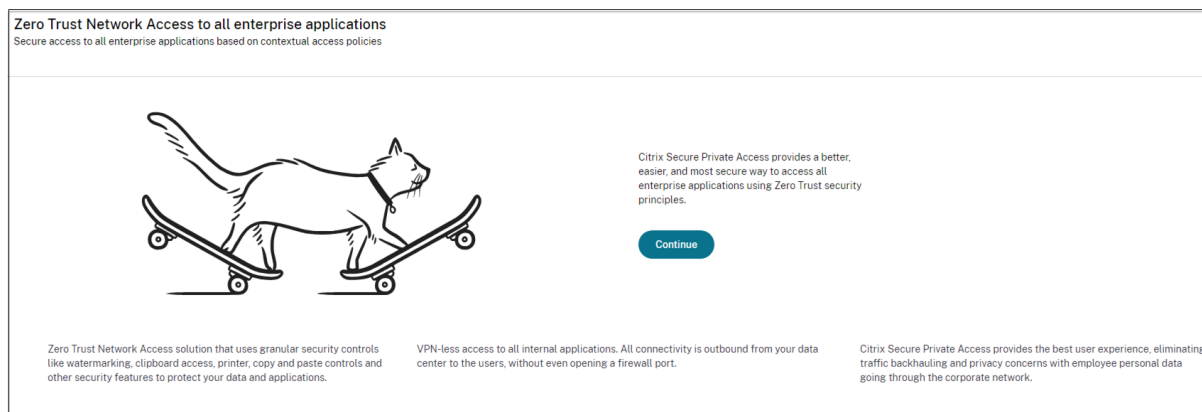 Zero Trust Network Access to all enterprise applications
Secure access to all enterprise applications based on contextual access policies
Citrix Secure Private Access provides a better,
easier, and most secure way to access all
enterprise applications using Zero Trust security
principles.
Continue
Zero Trust Network Access solution that uses granular security controls
like watermarking, clipboard access, printer, copy and paste controls and
other security features to protect your data and applications.
VPN-less access to all internal applications. All connectivity is outbound from your data
center to the users, without even opening a firewall port.
Citrix Secure Private Access provides the best user experience, eliminating
traffic backhauling and privacy concerns with employee personal data
going through the corporate network.